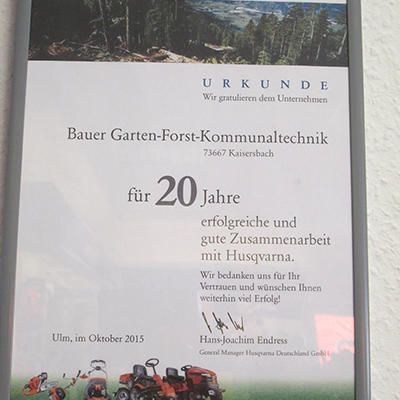 URKUNDE
Wir gratulieren dem Unternehmen
Bauer Garten-Forst-Kommunaltechnik
73667 Kaisersbach
für 20 Jahre
erfolgreiche und
gute Zusammenarbeit
mit Husqvarna.
Wir bedanken uns für Ihr
Vertrauen und wünschen Ihnen
weiterhin viel Erfolg!
Ulm, im Oktober 2015
Hans-Joachim Endress
General Manager Husqvarna Deutschland GmbH